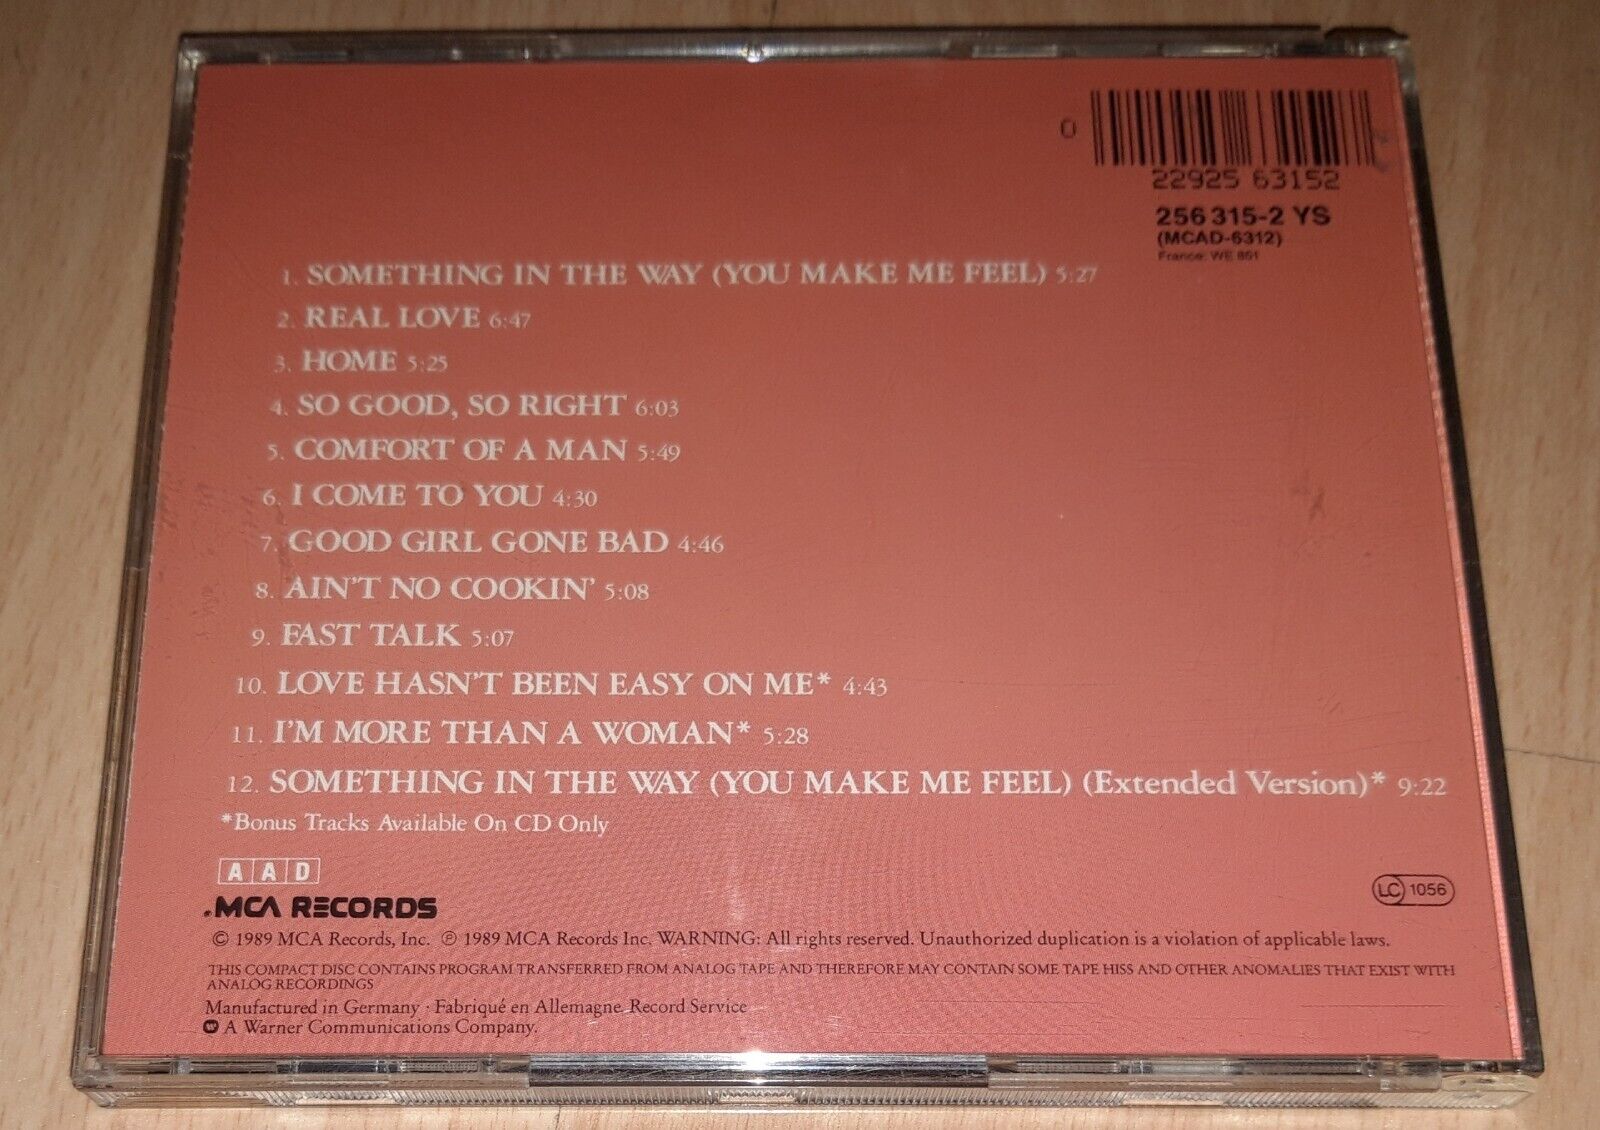 0
22925 63152
256 315-2 YS
(MCAD-6312)
France: WE 851
1. SOMETHING IN THE WAY (YOU MAKE ME FEEL) 5:27
2. REAL LOVE 6:47
3. HOME 5:25
4. SO GOOD, SO RIGHT 6:03
5. COMFORT OF A MAN 5:49
6. I COME TO YOU 4:30
7. GOOD GIRL GONE BAD 4:46
8. AIN'T NO COOKIN' 5:08
9. FAST TALK 5:07
10. LOVE HASN'T BEEN EASY ON ME* 4:43
11. I'M MORE THAN A WOMAN* 5:28
12. SOMETHING IN THE WAY (YOU MAKE ME FEEL) (Extended Version)* 9:22
*Bonus Tracks Available On CD Only
A A D
MCA RECORDS
LC 1056
© 1989 MCA Records, Inc. ℗ 1989 MCA Records Inc. WARNING: All rights reserved. Unauthorized duplication is a violation of applicable laws.
THIS COMPACT DISC CONTAINS PROGRAM TRANSFERRED FROM ANALOG TAPE AND THEREFORE MAY CONTAIN SOME TAPE HISS AND OTHER ANOMALIES THAT EXIST WITH
ANALOG RECORDINGS
Manufactured in Germany · Fabriqué en Allemagne. Record Service
A Warner Communications Company.